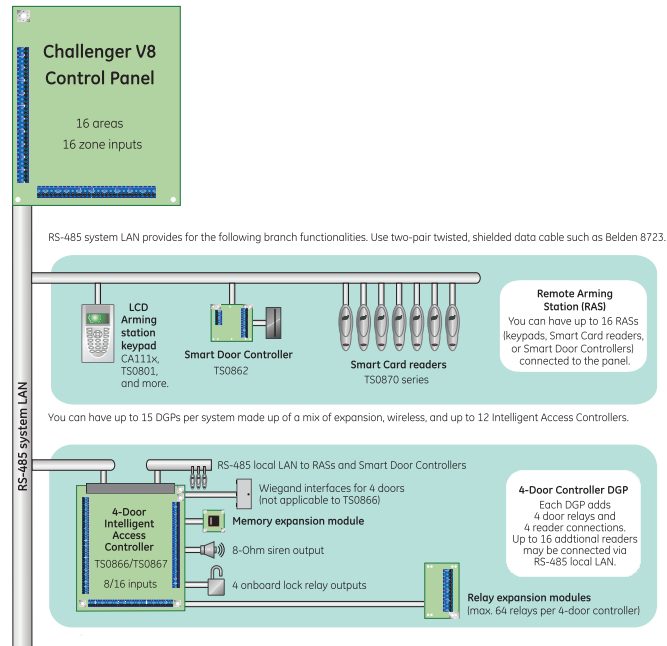 Challenger V8
Control Panel
16 areas
16 zone inputs
RS-485 system LAN provides for the following branch functionalities. Use two-pair twisted, shielded data cable such as Belden 8723.
LCD
Arming
station
keypad
CA111x,
TS0801,
and more.
Smart Door Controller
TS0862
Smart Card readers
TS0870 series
Remote Arming
Station (RAS)
You can have up to 16 RASs
(keypads, Smart Card readers,
or Smart Door Controllers)
connected to the panel.
RS-485 system LAN
You can have up to 15 DGPs per system made up of a mix of expansion, wireless, and up to 12 Intelligent Access Controllers.
RS-485 local LAN to RASs and Smart Door Controllers
Wiegand interfaces for 4 doors
(not applicable to TS0866)
4-Door
Intelligent
Access
Controller
TS0866/TS0867
8/16 inputs
Memory expansion module
8-Ohm siren output
4 onboard lock relay outputs
Relay expansion modules
(max. 64 relays per 4-door controller)
4-Door Controller DGP
Each DGP adds
4 door relays and
4 reader connections.
Up to 16 addtional readers
may be connected via
RS-485 local LAN.